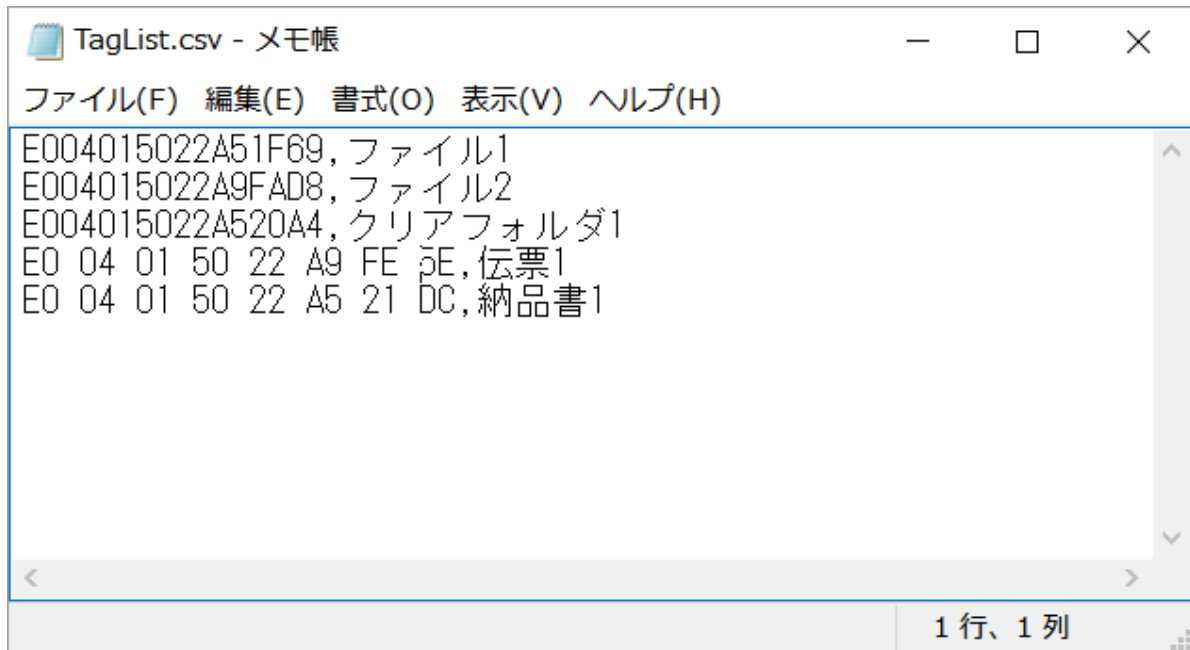 TagList.csv - メモ帳
ファイル(F) 編集(E) 書式(O) 表示(V) ヘルプ(H)
E004015022A51F69,ファイル1
E004015022A9FAD8,ファイル2
E004015022A520A4,クリアフォルダ1
E0 04 01 50 22 A9 FE ,伝票1
E0 04 01 50 22 A5 21 DC,納品書1
1 行、1 列